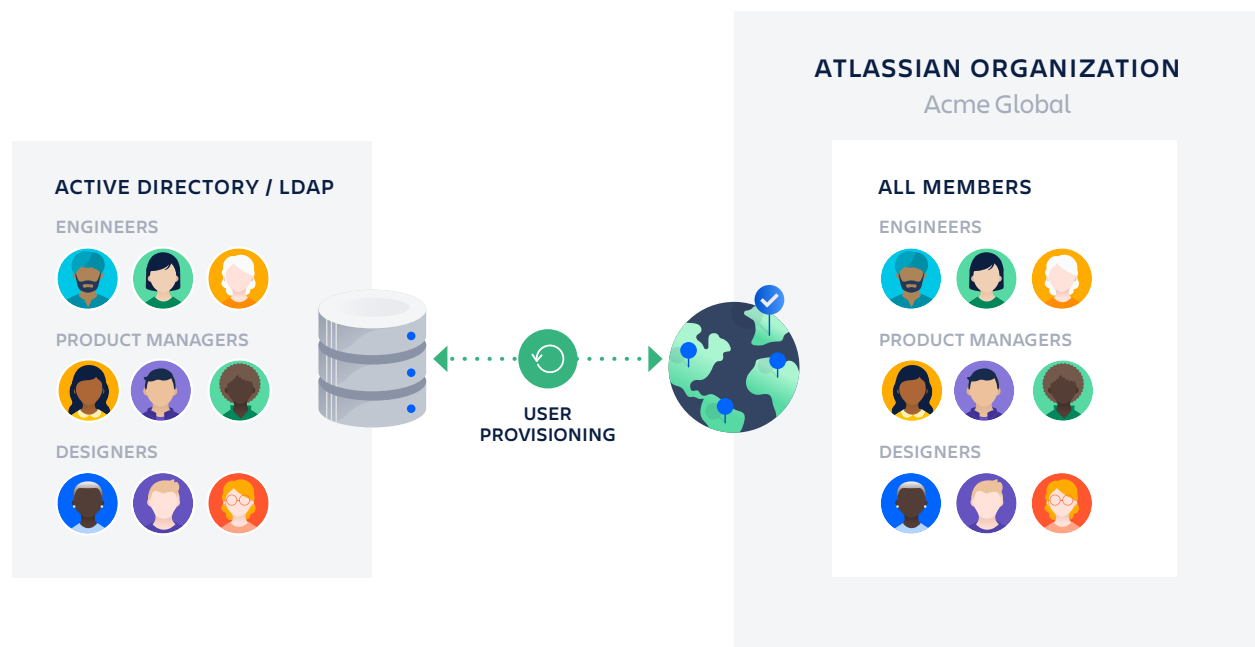 ACTIVE DIRECTORY / LDAP
ENGINEERS
PRODUCT MANAGERS
DESIGNERS
USER
PROVISIONING
ATLASSIAN ORGANIZATION
Acme Global
ALL MEMBERS
ENGINEERS
PRODUCT MANAGERS
DESIGNERS